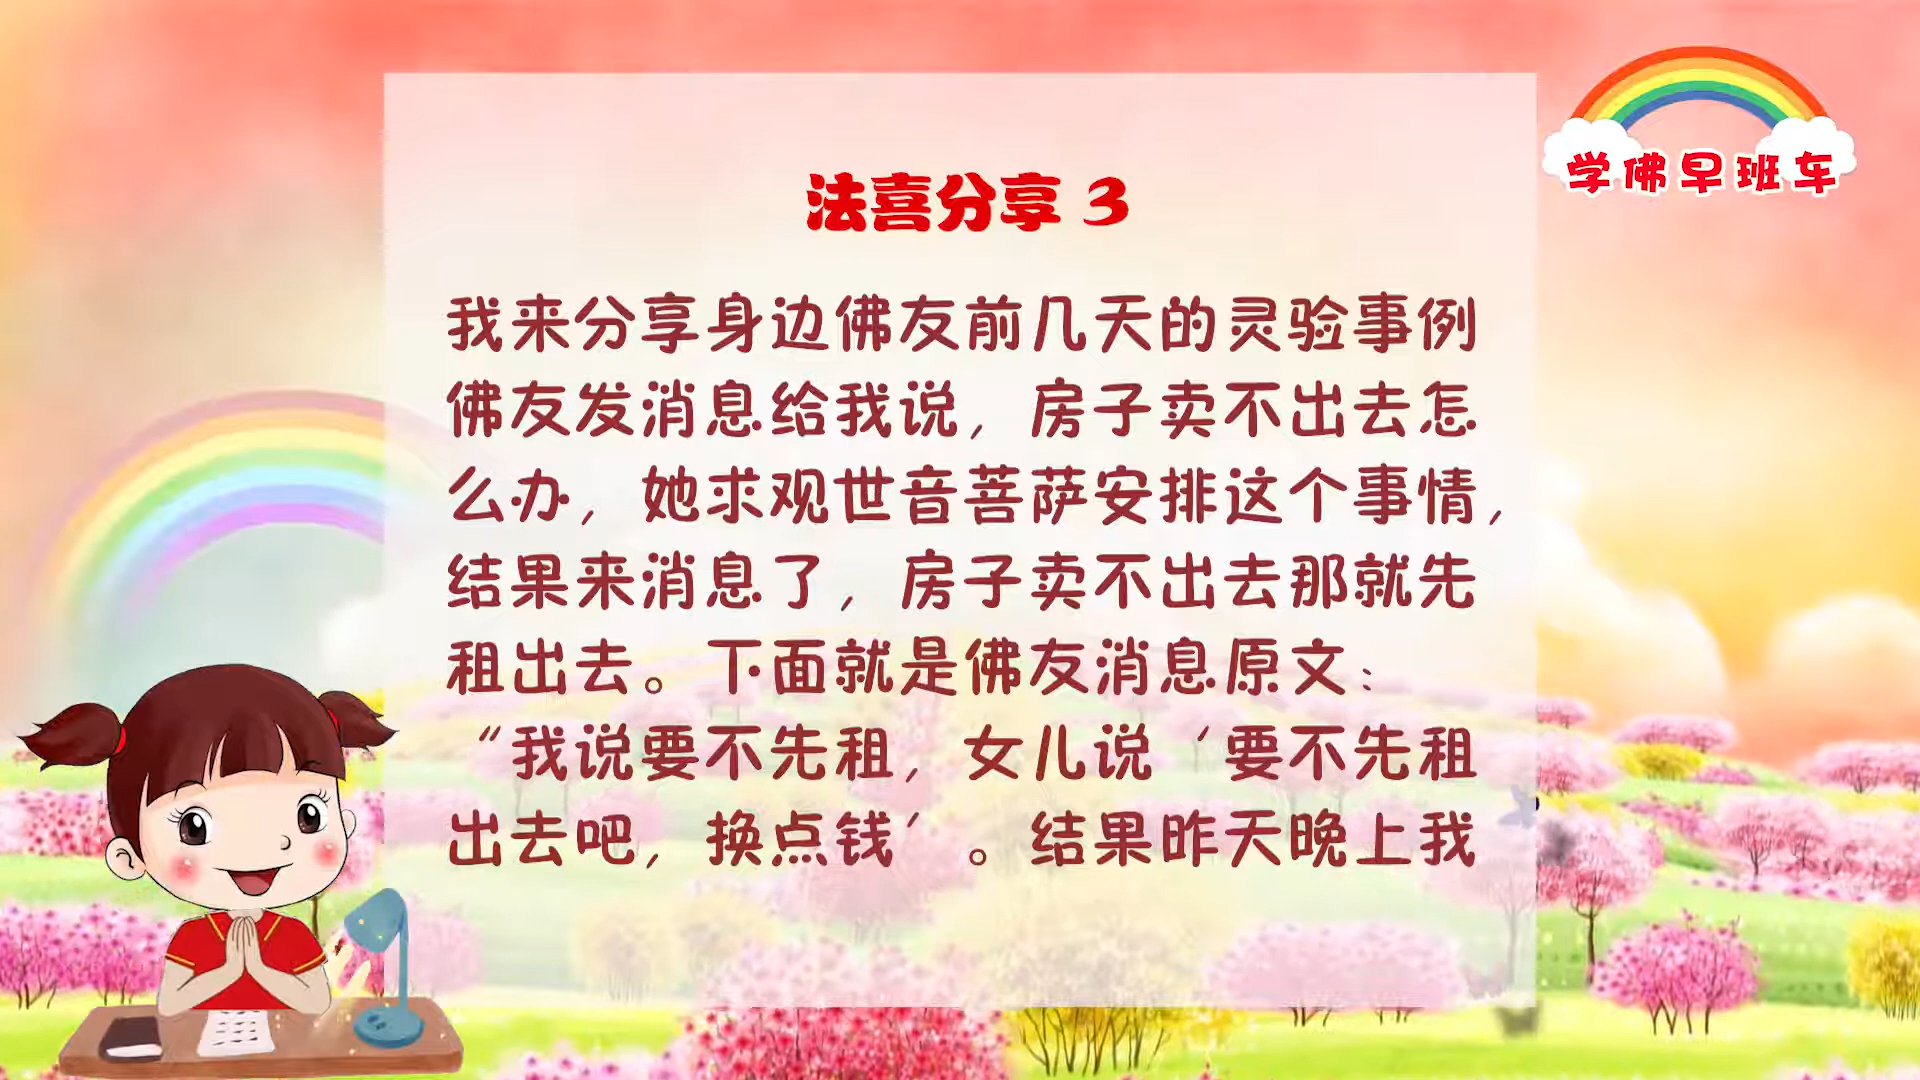 学佛早班车
法喜分享 3
我来分享身边佛友前几天的灵验事例
佛友发消息给我说，房子卖不出去怎
么办，她求观世音菩萨安排这个事情，
结果来消息了，房子卖不出去那就先
租出去。下面就是佛友消息原文：
“我说要不先租，女儿说‘要不先租
出去吧，换点钱’。结果昨天晚上我